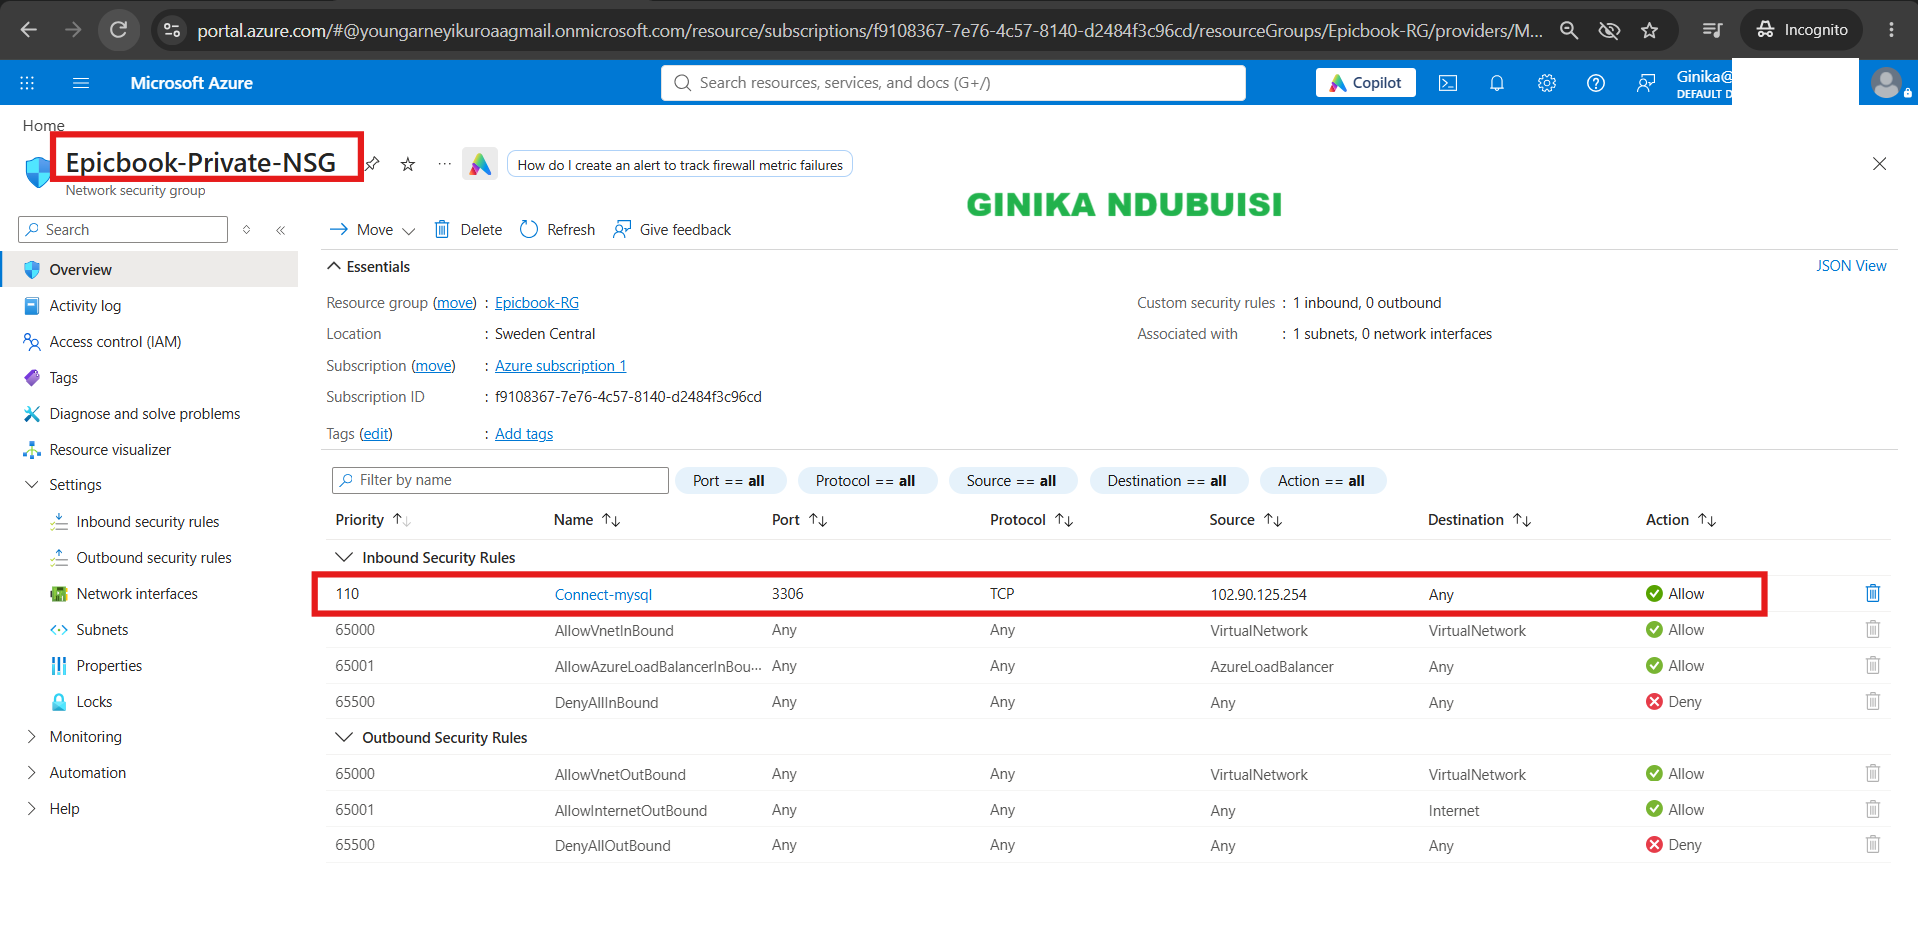 portal.azure.com/#@youngarneyikuroaagmail.onmicrosoft.com/resource/subscriptions/f9108367-7e76-4c57-8140-d2484f3c96cd/resourceGroups/Epicbook-RG/providers/M...
Incognito
Microsoft Azure
Search resources, services, and docs (G+/)
Copilot
Ginika@
DEFAULT D
Home
Epicbook-Private-NSG
Network security group
How do I create an alert to track firewall metric failures
GINIKA NDUBUISI
Search
Move
Delete
Refresh
Give feedback
Overview
Activity log
Access control (IAM)
Tags
Diagnose and solve problems
Resource visualizer
Settings
Inbound security rules
Outbound security rules
Network interfaces
Subnets
Properties
Locks
Monitoring
Automation
Help
Essentials
JSON View
Resource group (move) : Epicbook-RG
Location : Sweden Central
Subscription (move) : Azure subscription 1
Subscription ID : f9108367-7e76-4c57-8140-d2484f3c96cd
Tags (edit) : Add tags
Custom security rules : 1 inbound, 0 outbound
Associated with : 1 subnets, 0 network interfaces
Filter by name
Port == all
Protocol == all
Source == all
Destination == all
Action == all
Priority Name Port Protocol Source Destination Action
Inbound Security Rules
110 Connect-mysql 3306 TCP 102.90.125.254 Any Allow
65000 AllowVnetInBound Any Any VirtualNetwork VirtualNetwork Allow
65001 AllowAzureLoadBalancerInBou... Any Any AzureLoadBalancer Any Allow
65500 DenyAllInBound Any Any Any Any Deny
Outbound Security Rules
65000 AllowVnetOutBound Any Any VirtualNetwork VirtualNetwork Allow
65001 AllowInternetOutBound Any Any Any Internet Allow
65500 DenyAllOutBound Any Any Any Any Deny